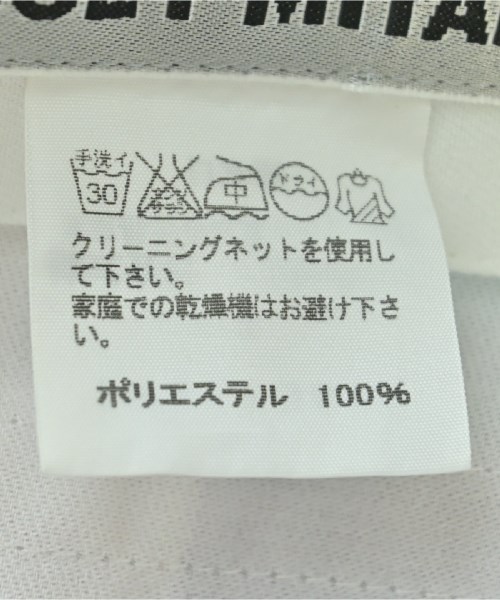 手洗イ
30
中
ドライ
クリーニングネットを使用し
て下さい。
家庭での乾燥機はお避け下さ
い。
ポリエステル 100%